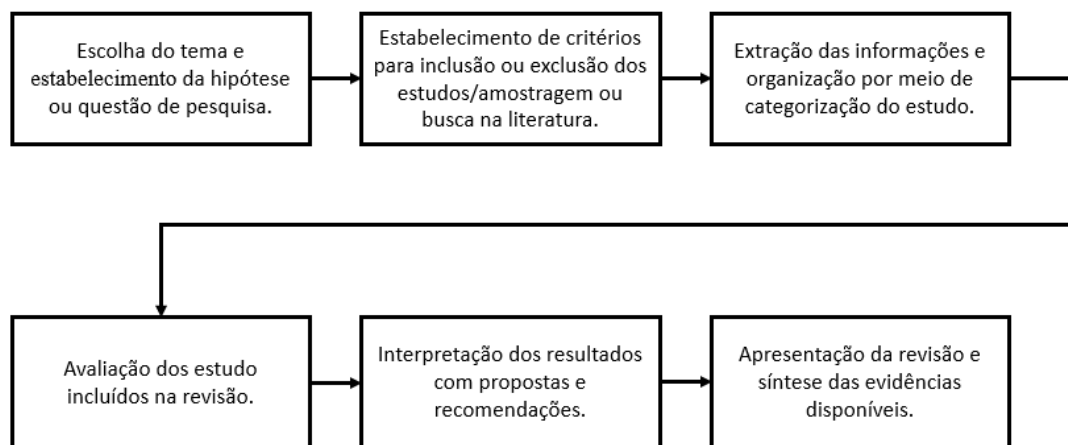 Escolha do tema e
estabelecimento da hipótese
ou questão de pesquisa.
Estabelecimento de critérios
para inclusão ou exclusão dos
estudos/amostragem ou
busca na literatura.
Extração das informações e
organização por meio de
categorização do estudo.
Avaliação dos estudo
incluídos na revisão.
Interpretação dos resultados
com propostas e
recomendações.
Apresentação da revisão e
síntese das evidências
disponíveis.